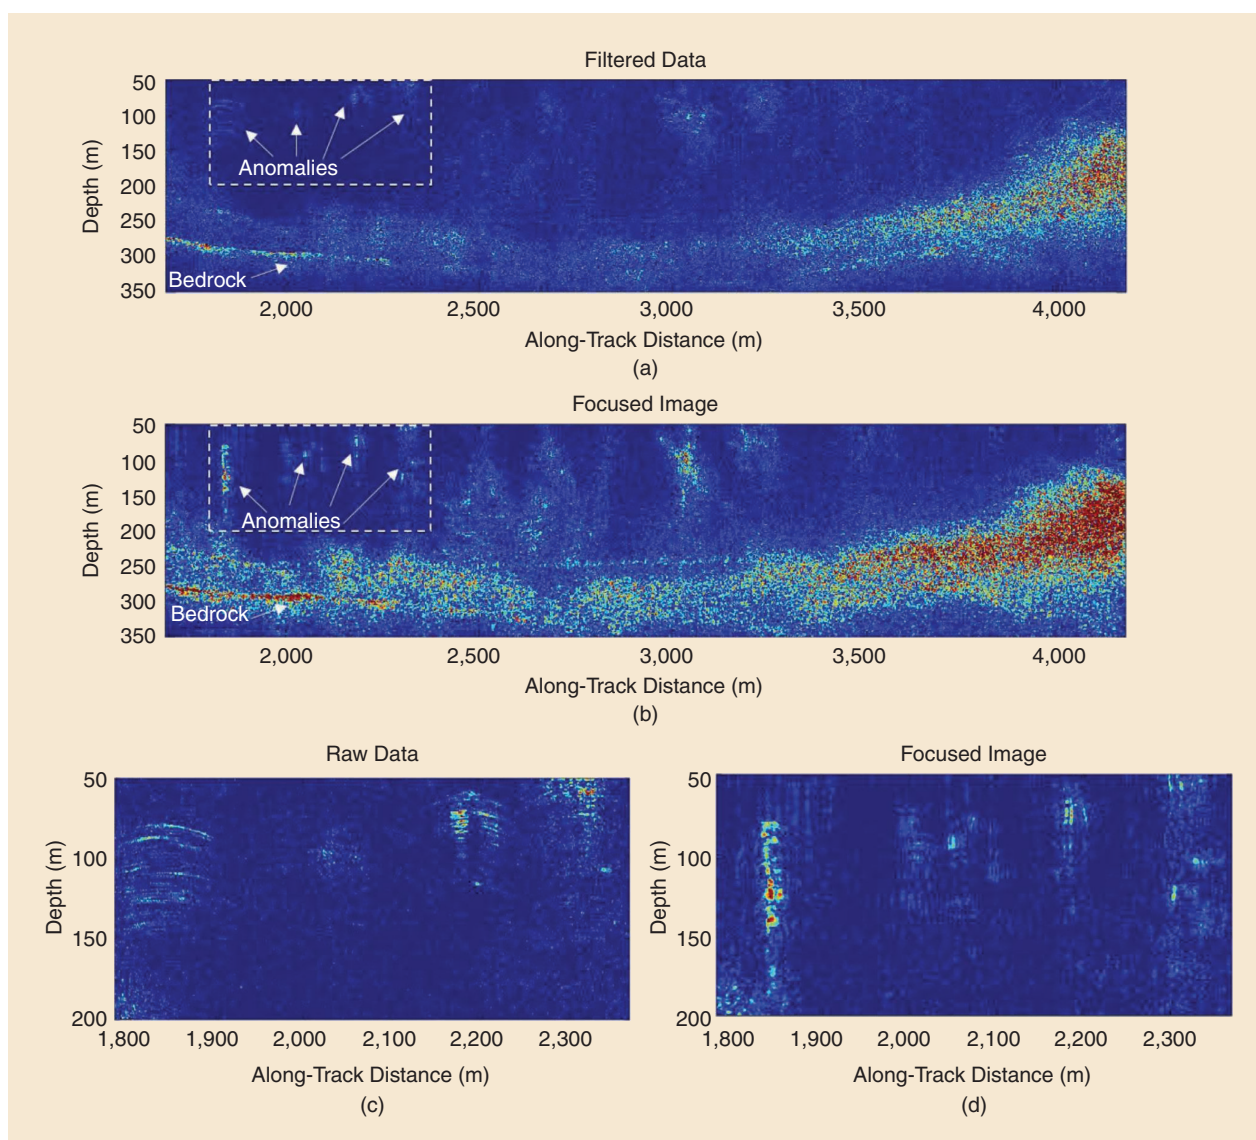 Filtered Data
50
100
150
200
250
300
350
Depth (m)
Anomalies
Bedrock
2,000
2,500
3,000
3,500
4,000
Along-Track Distance (m)
(a)
Focused Image
50
100
150
200
250
300
350
Depth (m)
Anomalies
Bedrock
2,000
2,500
3,000
3,500
4,000
Along-Track Distance (m)
(b)
Raw Data
50
100
150
200
Depth (m)
1,800
1,900
2,000
2,100
2,200
2,300
Along-Track Distance (m)
(c)
Focused Image
50
100
150
200
Depth (m)
1,800
1,900
2,000
2,100
2,200
2,300
Along-Track Distance (m)
(d)